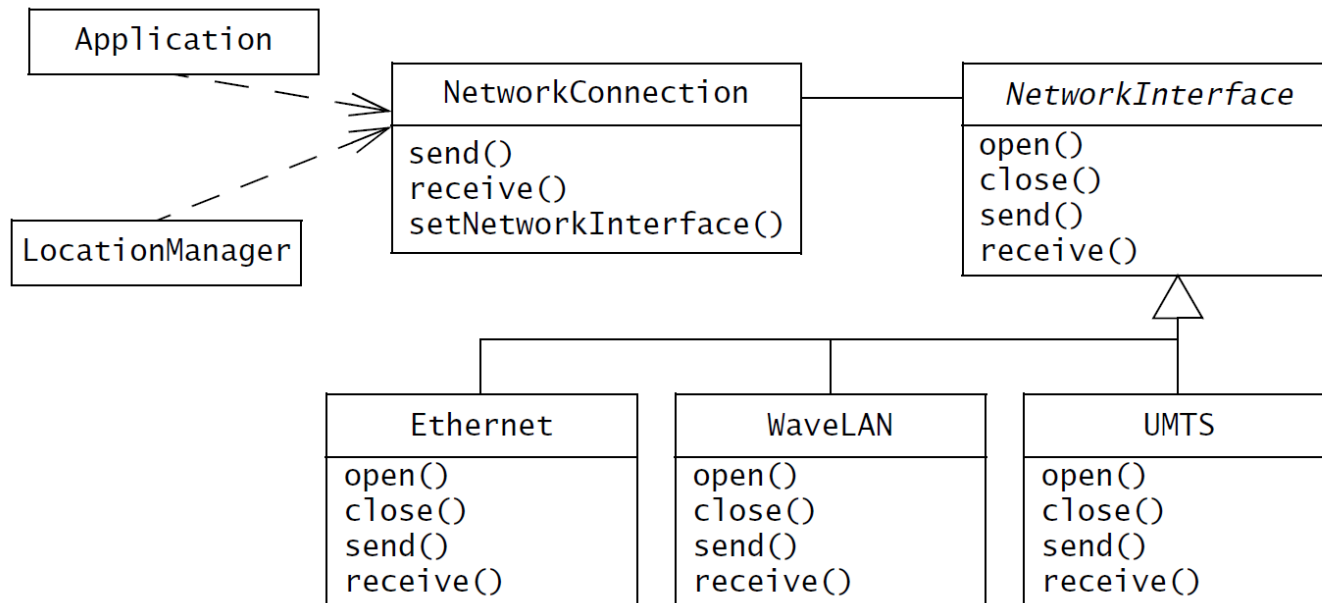 Application
NetworkConnection
send()
receive()
setNetworkInterface()
NetworkInterface
open()
close()
send()
receive()
LocationManager
Ethernet
open()
close()
send()
receive()
WaveLAN
open()
close()
send()
receive()
UMTS
open()
close()
send()
receive()